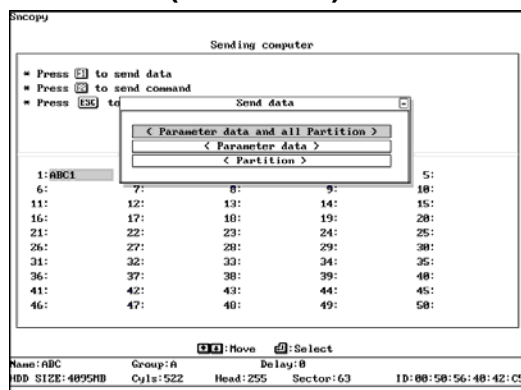 Sncopy
Sending computer
* Press F1 to send data
* Press F2 to send command
* Press ESC to
Send data
< Parameter data and all Partition >
< Parameter data >
< Partition >
1:ABC1 5:
6: 7: 8: 9: 10:
11: 12: 13: 14: 15:
16: 17: 18: 19: 20:
21: 22: 23: 24: 25:
26: 27: 28: 29: 30:
31: 32: 33: 34: 35:
36: 37: 38: 39: 40:
41: 42: 43: 44: 45:
46: 47: 48: 49: 50:
:Move :Select
Name:ABC Group:A Delay:0
HDD SIZE:4095MB Cyls:522 Head:255 Sector:63 ID:00:50:56:40:42: